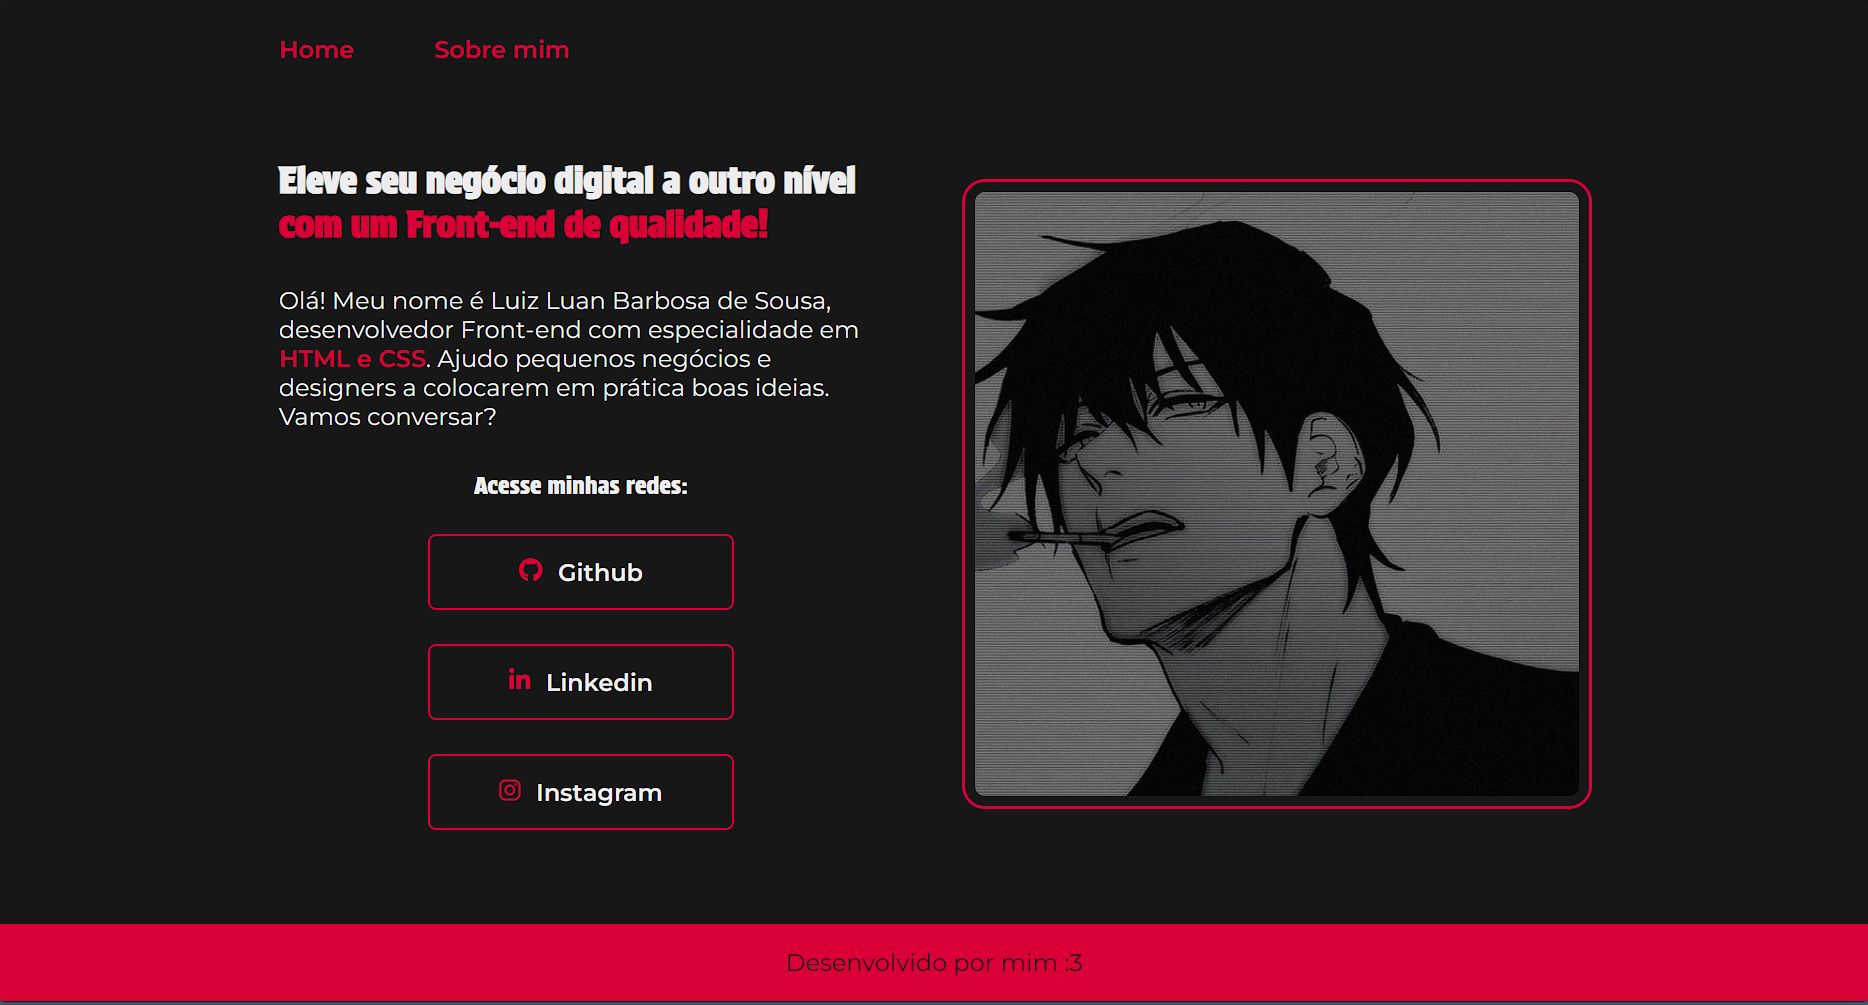 Home Sobre mim
Eleve seu negócio digital a outro nível
com um Front-end de qualidade!
Olá! Meu nome é Luiz Luan Barbosa de Sousa,
desenvolvedor Front-end com especialidade em
HTML e CSS. Ajudo pequenos negócios e
designers a colocarem em prática boas ideias.
Vamos conversar?
Acesse minhas redes:
Github
Linkedin
Instagram
Desenvolvido por mim :3